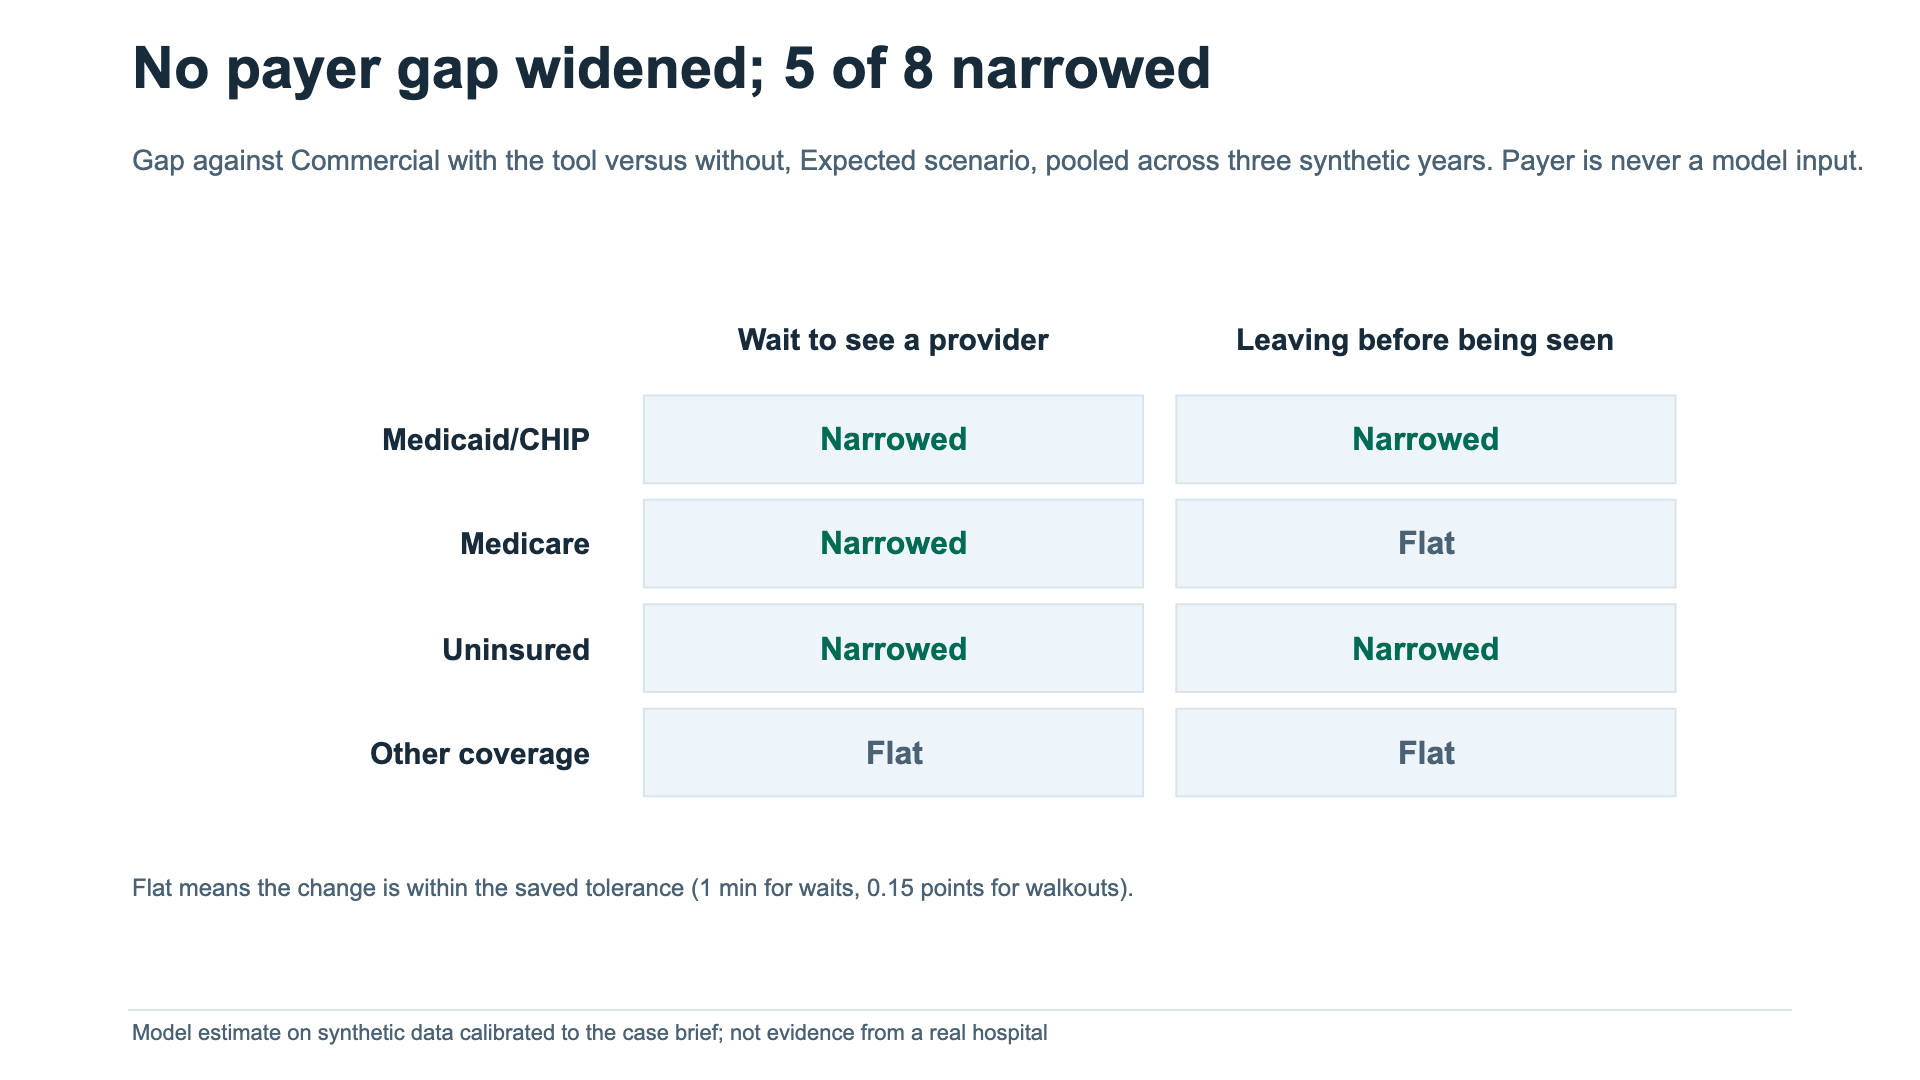 No payer gap widened; 5 of 8 narrowed
Gap against Commercial with the tool versus without, Expected scenario, pooled across three synthetic years. Payer is never a model input.
Wait to see a provider Leaving before being seen
Medicaid/CHIP Narrowed Narrowed
Medicare Narrowed Flat
Uninsured Narrowed Narrowed
Other coverage Flat Flat
Flat means the change is within the saved tolerance (1 min for waits, 0.15 points for walkouts).
Model estimate on synthetic data calibrated to the case brief; not evidence from a real hospital